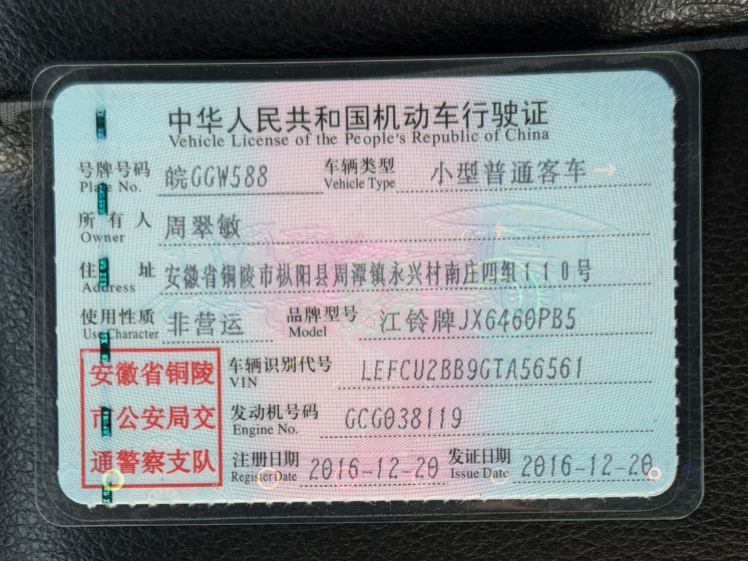 中华人民共和国机动车行驶证
Vehicle License of the People's Republic of China
号牌号码 皖GGW588 车辆类型 小型普通客车
Plate No. Vehicle Type
所有人 周翠敏
Owner
住址 安徽省铜陵市枞阳县周潭镇永兴村南庄四组110号
Address
使用性质 非营运 品牌型号 江铃牌JX6460PB5
Use Character Model
安徽省铜陵 车辆识别代号 LEFCU2BB9GTA56561
VIN
市公安局交 发动机号码 GCG038119
Engine No.
通警察支队 注册日期 2016-12-20 发证日期 2016-12-20
Register Date Issue Date